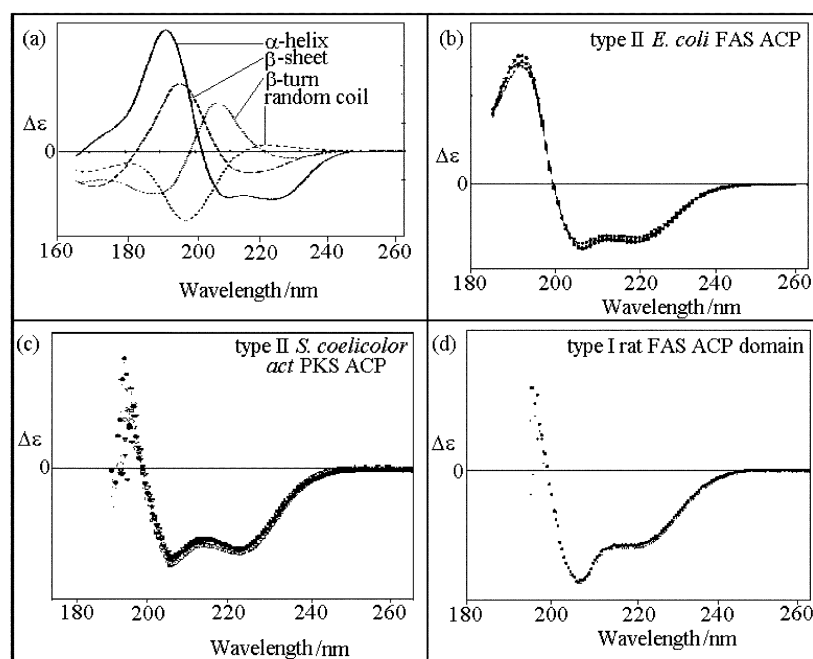 (a)
α-helix
β-sheet
β-turn
random coil
Δε
0
160 180 200 220 240 260
Wavelength/nm
(b) type II E. coli FAS ACP
Δε
0
180 200 220 240 260
Wavelength/nm
(c) type II S. coelicolor
act PKS ACP
Δε
0
180 200 220 240 260
Wavelength/nm
(d) type I rat FAS ACP domain
Δε
0
180 200 220 240 260
Wavelength/nm